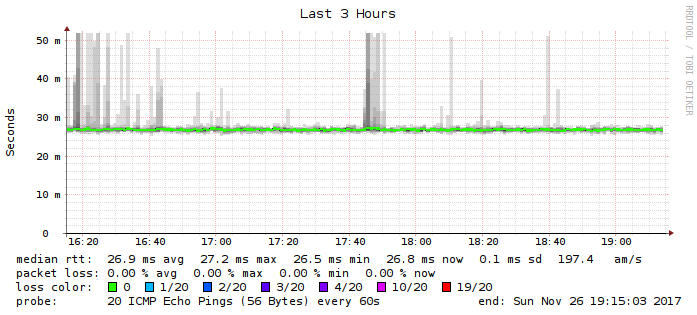 Last 3 Hours
RRDTOOL / TOBI OETIKER
Seconds
50 m
40 m
30 m
20 m
10 m
0
16:20 16:40 17:00 17:20 17:40 18:00 18:20 18:40 19:00
median rtt: 26.9 ms avg 27.2 ms max 26.5 ms min 26.8 ms now 0.1 ms sd 197.4 am/s
packet loss: 0.00 % avg 0.00 % max 0.00 % min 0.00 % now
loss color: 0 1/20 2/20 3/20 4/20 10/20 19/20
probe: 20 ICMP Echo Pings (56 Bytes) every 60s end: Sun Nov 26 19:15:03 2017